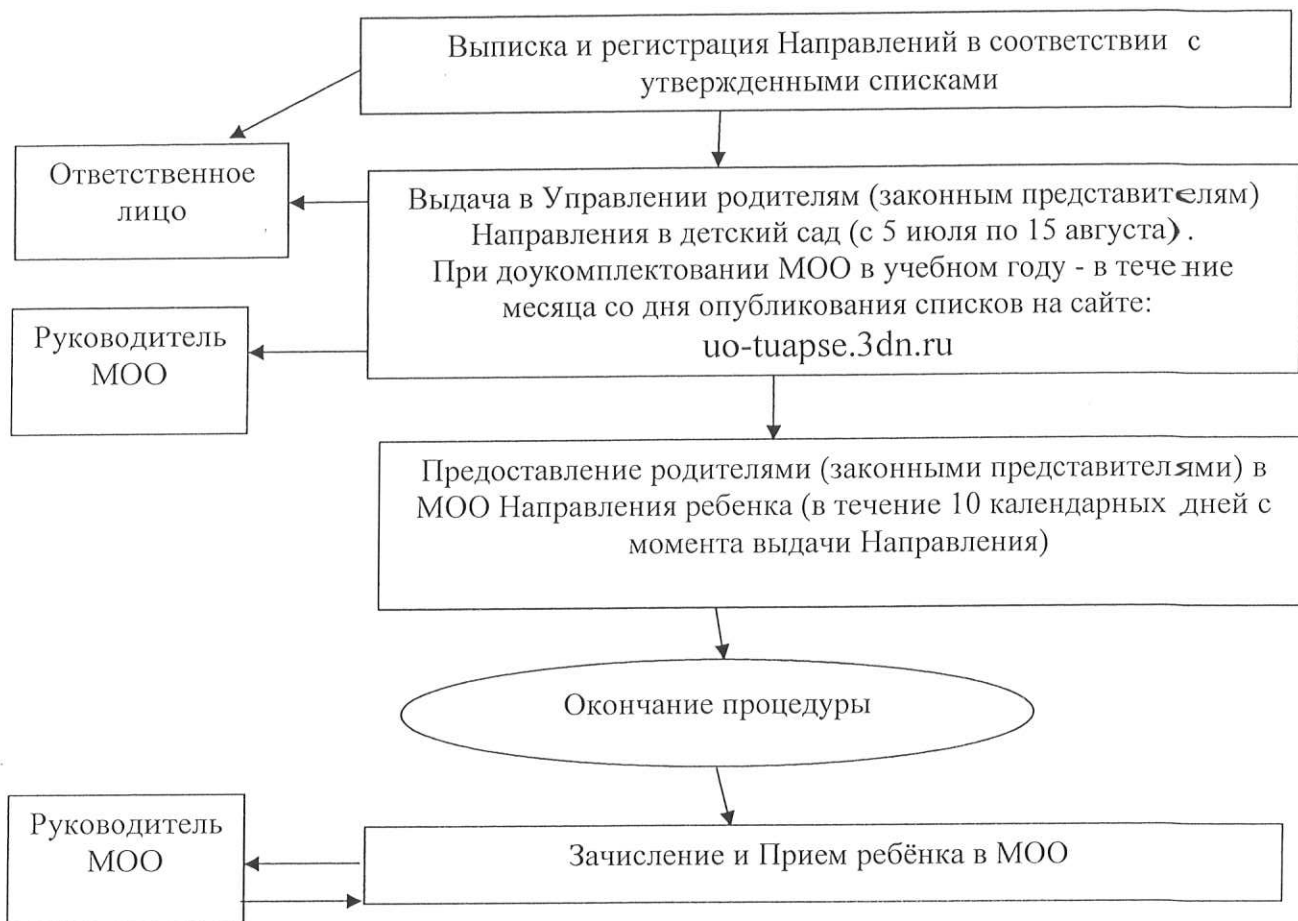 Выписка и регистрация Направлений в соответствии с
утвержденными списками
Ответственное
лицо
Выдача в Управлении родителям (законным представителям)
Направления в детский сад (с 5 июля по 15 августа).
При доукомплектовании МОО в учебном году - в течение
месяца со дня опубликования списков на сайте:
uo-tuapse.3dn.ru
Руководитель
МОО
Предоставление родителями (законными представителями) в
МОО Направления ребенка (в течение 10 календарных дней с
момента выдачи Направления)
Окончание процедуры
Руководитель
МОО
Зачисление и Прием ребёнка в МОО